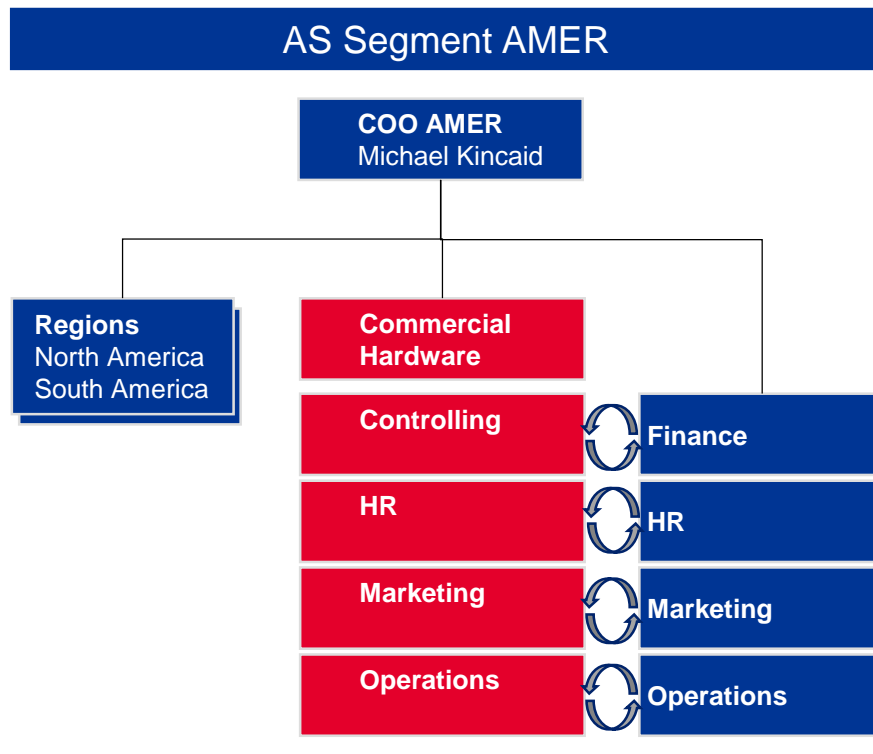 AS Segment AMER
COO AMER
Michael Kincaid
Regions
North America
South America
Commercial
Hardware
Controlling
Finance
HR
HR
Marketing
Marketing
Operations
Operations